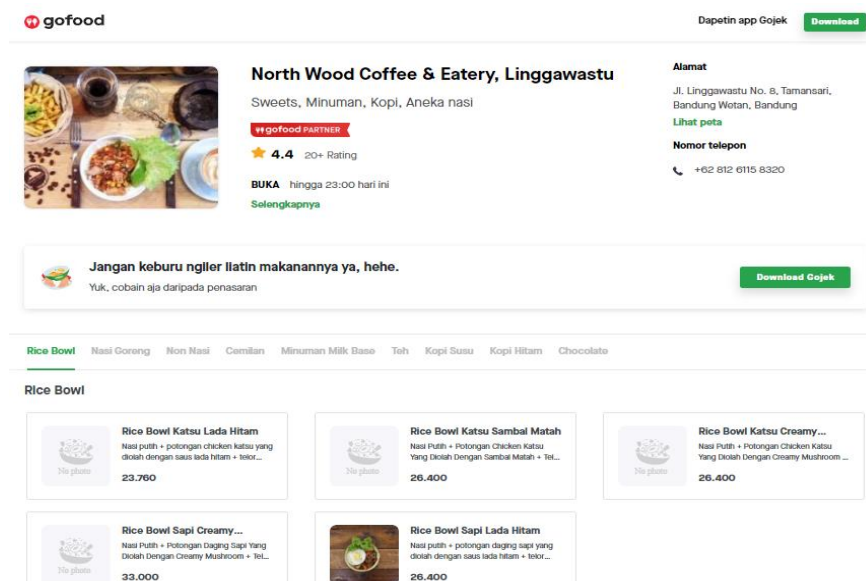 gofood
Dapetin app Gojek
Download
North Wood Coffee & Eatery, Linggawastu
Sweets, Minuman, Kopi, Aneka nasi
gofood PARTNER
4.4 20+ Rating
BUKA hingga 23:00 hari ini
Selengkapnya
Alamat
Jl. Linggawastu No. 8, Tamansari,
Bandung Wetan, Bandung
Lihat peta
Nomor telepon
+62 812 6115 8320
Jangan keburu ngiler liatin makanannya ya, hehe.
Yuk, cobain aja daripada penasaran
Download Gojek
Rice Bowl Nasi Goreng Non Nasi Cemilan Minuman Milk Base Teh Kopi Susu Kopi Hitam Chocolate
Rice Bowl
No photo
Rice Bowl Katsu Lada Hitam
Nasi putih + potongan chicken katsu yang
diolah dengan saus lada hitam + telor...
23.760
No photo
Rice Bowl Katsu Sambal Matah
Nasi Putih + Potongan Chicken Katsu
Yang Diolah Dengan Sambal Matah + Tel...
26.400
No photo
Rice Bowl Katsu Creamy...
Nasi Putih + Potongan Chicken Katsu
Yang Diolah Dengan Creamy Mushroom ...
26.400
No photo
Rice Bowl Sapi Creamy...
Nasi Putih + Potongan Daging Sapi Yang
Diolah Dengan Creamy Mushroom + Tel...
33.000
Rice Bowl Sapi Lada Hitam
Nasi putih + potongan daging sapi yang
diolah dengan saus lada hitam + telor...
26.400